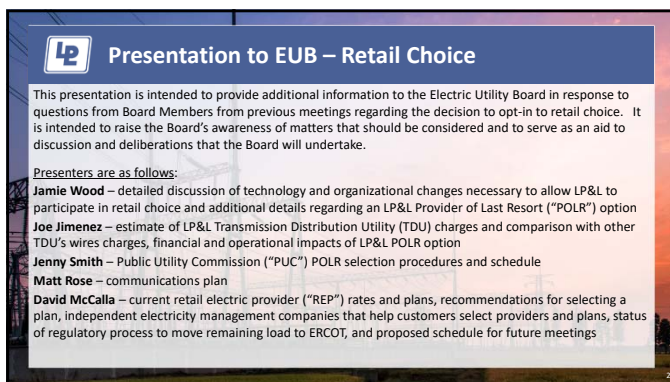 LP
Presentation to EUB – Retail Choice
This presentation is intended to provide additional information to the Electric Utility Board in response to
questions from Board Members from previous meetings regarding the decision to opt-in to retail choice.   It
is intended to raise the Board's awareness of matters that should be considered and to serve as an aid to
discussion and deliberations that the Board will undertake.
Presenters are as follows:
Jamie Wood – detailed discussion of technology and organizational changes necessary to allow LP&L to
participate in retail choice and additional details regarding an LP&L Provider of Last Resort ("POLR") option
Joe Jimenez – estimate of LP&L Transmission Distribution Utility (TDU) charges and comparison with other
TDU's wires charges, financial and operational impacts of LP&L POLR option
Jenny Smith – Public Utility Commission ("PUC") POLR selection procedures and schedule
Matt Rose – communications plan
David McCalla – current retail electric provider ("REP") rates and plans, recommendations for selecting a
plan, independent electricity management companies that help customers select providers and plans, status
of regulatory process to move remaining load to ERCOT, and proposed schedule for future meetings
2